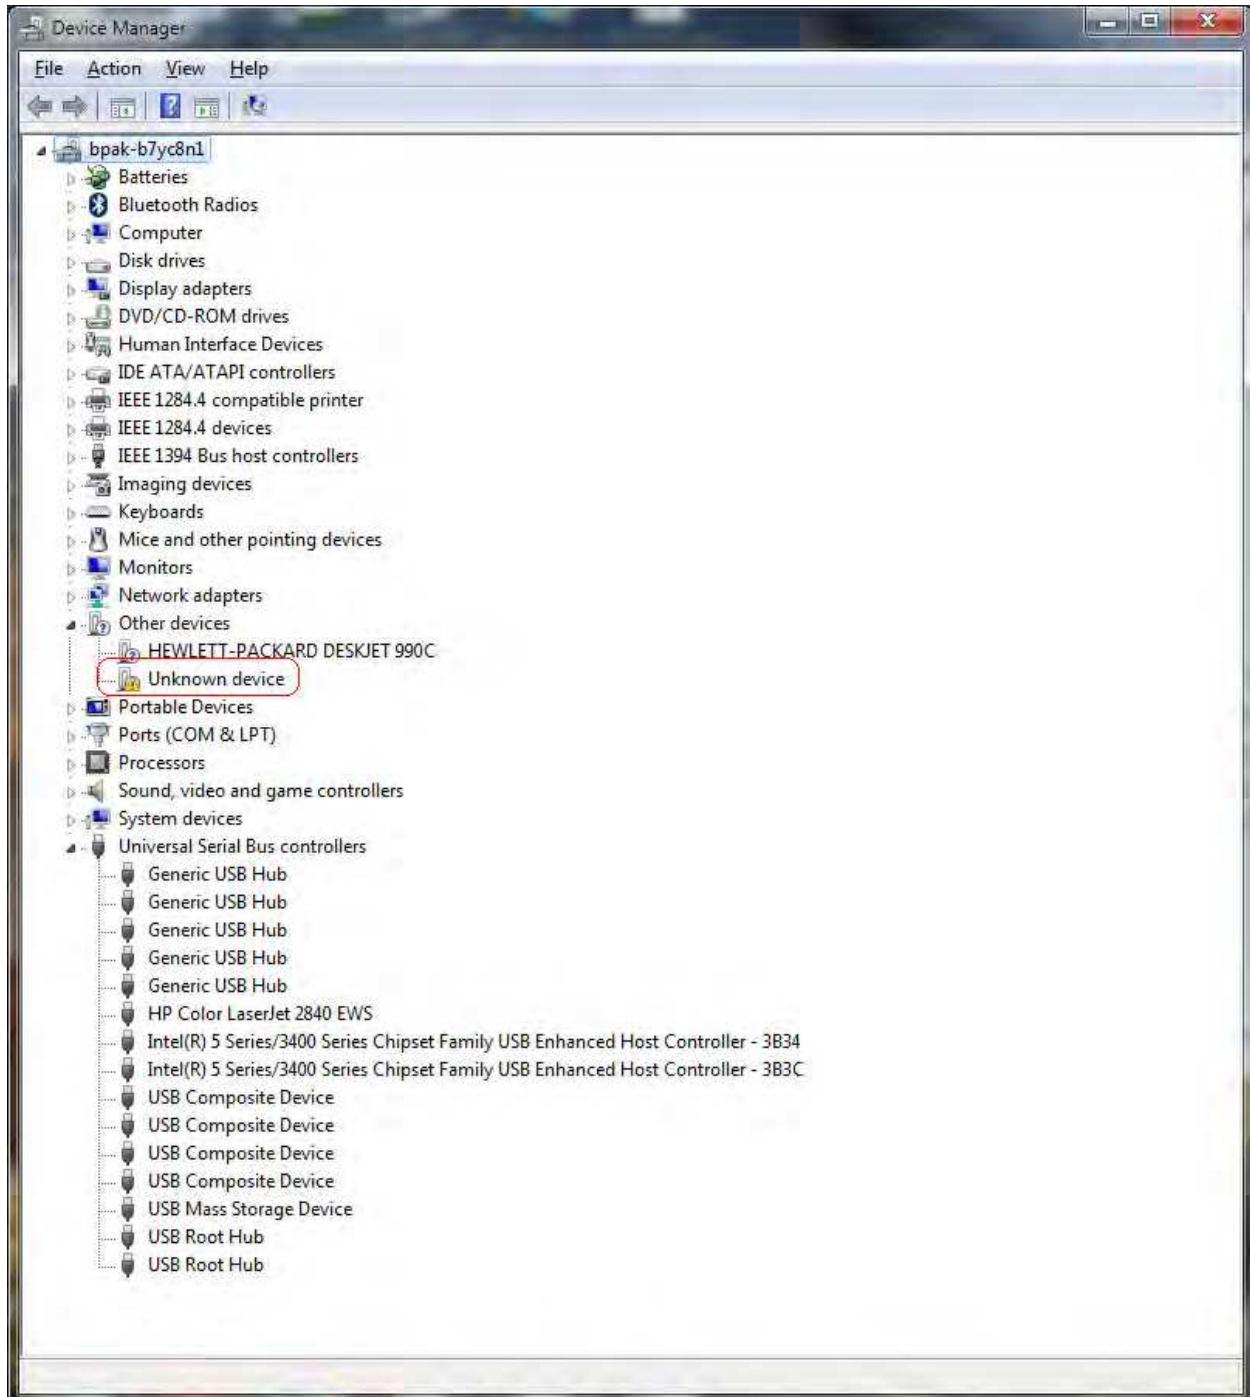 Device Manager
File Action View Help
bpak-b7yc8n1
Batteries
Bluetooth Radios
Computer
Disk drives
Display adapters
DVD/CD-ROM drives
Human Interface Devices
IDE ATA/ATAPI controllers
IEEE 1284.4 compatible printer
IEEE 1284.4 devices
IEEE 1394 Bus host controllers
Imaging devices
Keyboards
Mice and other pointing devices
Monitors
Network adapters
Other devices
HEWLETT-PACKARD DESKJET 990C
Unknown device
Portable Devices
Ports (COM & LPT)
Processors
Sound, video and game controllers
System devices
Universal Serial Bus controllers
Generic USB Hub
Generic USB Hub
Generic USB Hub
Generic USB Hub
Generic USB Hub
HP Color LaserJet 2840 EWS
Intel(R) 5 Series/3400 Series Chipset Family USB Enhanced Host Controller - 3B34
Intel(R) 5 Series/3400 Series Chipset Family USB Enhanced Host Controller - 3B3C
USB Composite Device
USB Composite Device
USB Composite Device
USB Composite Device
USB Mass Storage Device
USB Root Hub
USB Root Hub